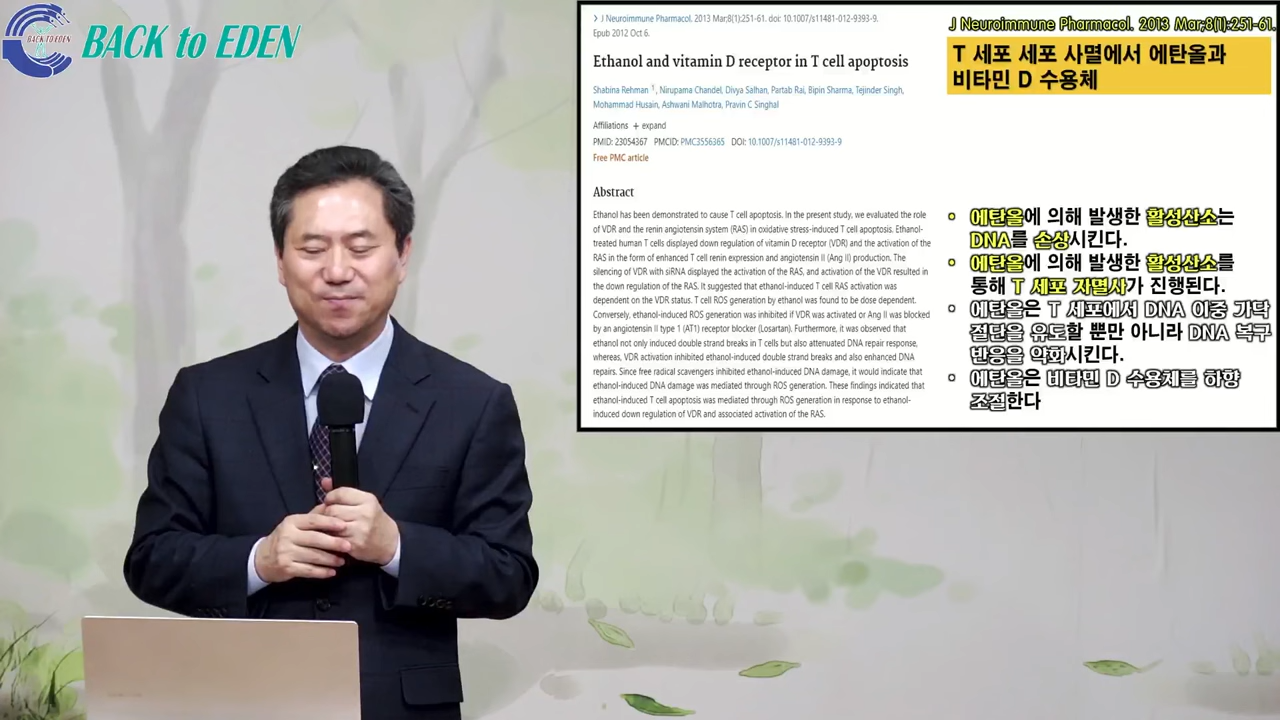 BACK TO EDEN
BACK to EDEN
> J Neuroimmune Pharmacol. 2013 Mar;8(1):251-61. doi: 10.1007/s11481-012-9393-9.
Epub 2012 Oct 6.
Ethanol and vitamin D receptor in T cell apoptosis
Shabina Rehman 1, Nirupama Chandel, Divya Salhan, Partab Rai, Bipin Sharma, Tejinder Singh,
Mohammad Husain, Ashwani Malhotra, Pravin C Singhal
Affiliations + expand
PMID: 23054367 PMCID: PMC3556365 DOI: 10.1007/s11481-012-9393-9
Free PMC article
Abstract
Ethanol has been demonstrated to cause T cell apoptosis. In the present study, we evaluated the role
of VDR and the renin angiotensin system (RAS) in oxidative stress-induced T cell apoptosis. Ethanol-
treated human T cells displayed down regulation of vitamin D receptor (VDR) and the activation of the
RAS in the form of enhanced T cell renin expression and angiotensin II (Ang II) production. The
silencing of VDR with siRNA displayed the activation of the RAS, and activation of the VDR resulted in
the down regulation of the RAS. It suggested that ethanol-induced T cell RAS activation was
dependent on the VDR status. T cell ROS generation by ethanol was found to be dose dependent.
Conversely, ethanol-induced ROS generation was inhibited if VDR was activated or Ang II was blocked
by an angiotensin II type 1 (AT1) receptor blocker (Losartan). Furthermore, it was observed that
ethanol not only induced double strand breaks in T cells but also attenuated DNA repair response,
whereas, VDR activation inhibited ethanol-induced double strand breaks and also enhanced DNA
repairs. Since free radical scavengers inhibited ethanol-induced DNA damage, it would indicate that
ethanol-induced DNA damage was mediated through ROS generation. These findings indicated that
ethanol-induced T cell apoptosis was mediated through ROS generation in response to ethanol-
induced down regulation of VDR and associated activation of the RAS.
J Neuroimmune Pharmacol. 2013 Mar;8(1):251-61.
T 세포 세포 사멸에서 에탄올과
비타민 D 수용체
• 에탄올에 의해 발생한 활성산소는
DNA를 손상시킨다.
• 에탄올에 의해 발생한 활성산소를
통해 T 세포 자멸사가 진행된다.
• 에탄올은 T 세포에서 DNA 이중 가닥
절단을 유도할 뿐만 아니라 DNA 복구
반응을 약화시킨다.
• 에탄올은 비타민 D 수용체를 하향
조절한다